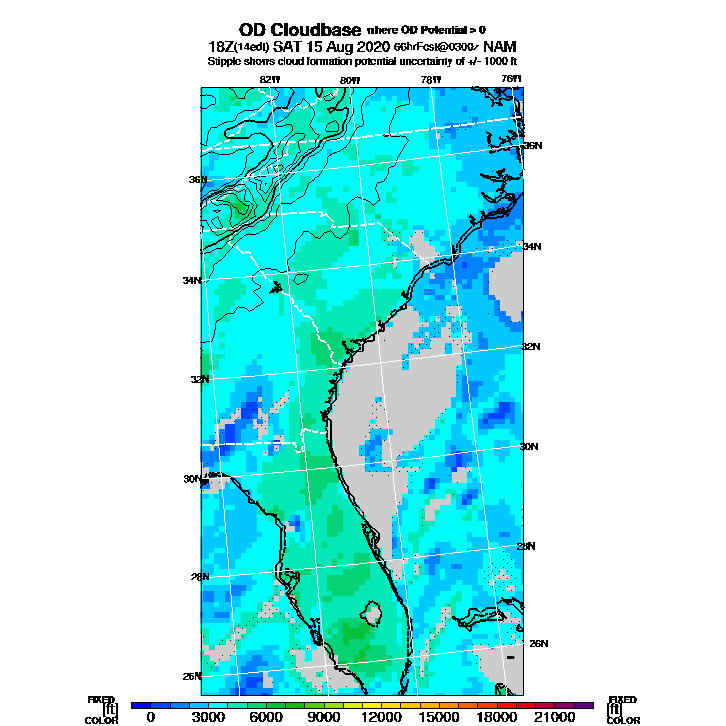 OD Cloudbase where OD Potential > 0
18Z(14edt) SAT 15 Aug 2020 66hrFcst@0300z NAM
Stipple shows cloud formation potential uncertainty of +/- 1000 ft
82W 80W 78W 76W
36N
36N
34N
34N
32N
32N
30N
30N
28N
28N
26N
26N
FIXED FIXED
[ft] [ft]
COLOR COLOR
0 3000 6000 9000 12000 15000 18000 21000